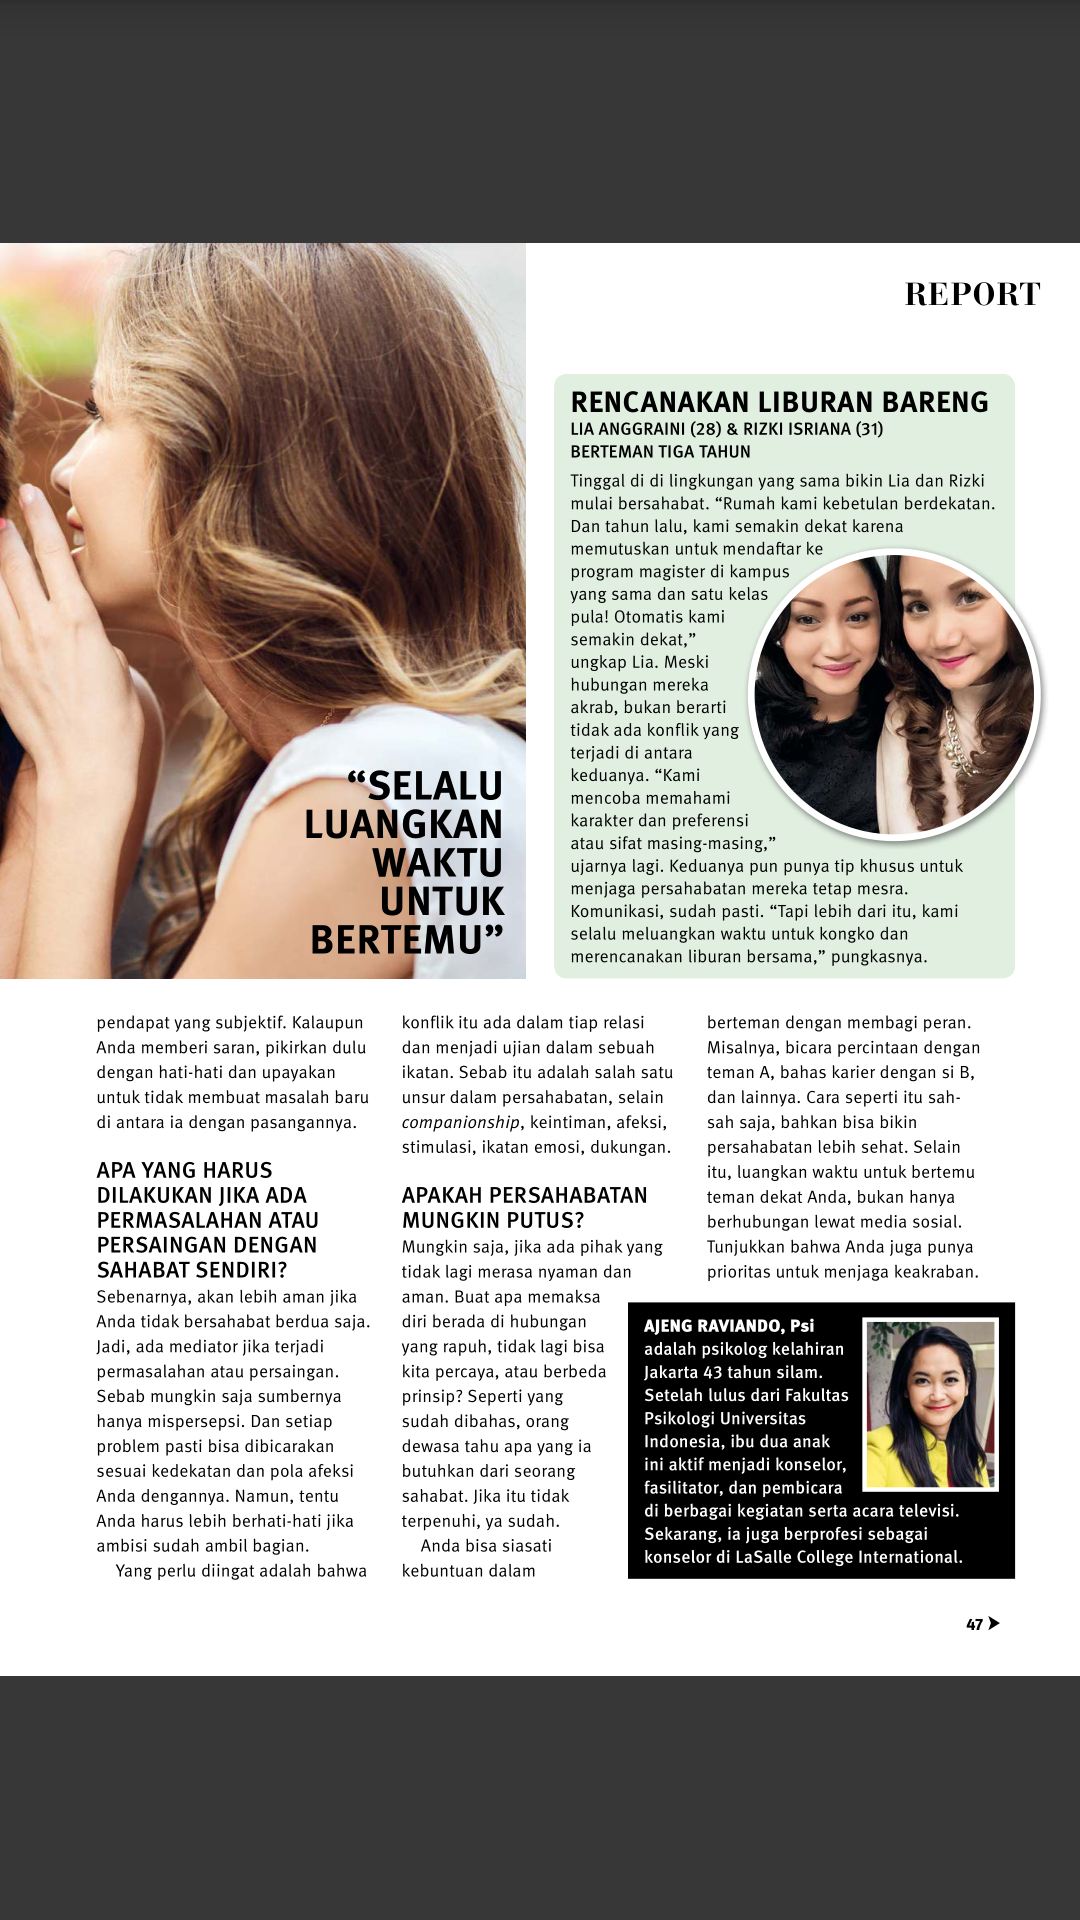 REPORT
RENCANAKAN LIBURAN BARENG
LIA ANGGRAINI (28) & RIZKI ISRIANA (31)
BERTEMAN TIGA TAHUN
Tinggal di di lingkungan yang sama bikin Lia dan Rizki
mulai bersahabat. “Rumah kami kebetulan berdekatan.
Dan tahun lalu, kami semakin dekat karena
memutuskan untuk mendaftar ke
program magister di kampus
yang sama dan satu kelas
pula! Otomatis kami
semakin dekat,”
ungkap Lia. Meski
hubungan mereka
akrab, bukan berarti
tidak ada konflik yang
terjadi di antara
keduanya. “Kami
mencoba memahami
karakter dan preferensi
atau sifat masing-masing,”
ujarnya lagi. Keduanya pun punya tip khusus untuk
menjaga persahabatan mereka tetap mesra.
Komunikasi, sudah pasti. “Tapi lebih dari itu, kami
selalu meluangkan waktu untuk kongko dan
merencanakan liburan bersama,” pungkasnya.
“SELALU
LUANGKAN
WAKTU
UNTUK
BERTEMU”
pendapat yang subjektif. Kalaupun
Anda memberi saran, pikirkan dulu
dengan hati-hati dan upayakan
untuk tidak membuat masalah baru
di antara ia dengan pasangannya.
APA YANG HARUS
DILAKUKAN JIKA ADA
PERMASALAHAN ATAU
PERSAINGAN DENGAN
SAHABAT SENDIRI?
Sebenarnya, akan lebih aman jika
Anda tidak bersahabat berdua saja.
Jadi, ada mediator jika terjadi
permasalahan atau persaingan.
Sebab mungkin saja sumbernya
hanya mispersepsi. Dan setiap
problem pasti bisa dibicarakan
sesuai kedekatan dan pola afeksi
Anda dengannya. Namun, tentu
Anda harus lebih berhati-hati jika
ambisi sudah ambil bagian.
Yang perlu diingat adalah bahwa
konflik itu ada dalam tiap relasi
dan menjadi ujian dalam sebuah
ikatan. Sebab itu adalah salah satu
unsur dalam persahabatan, selain
companionship, keintiman, afeksi,
stimulasi, ikatan emosi, dukungan.
APAKAH PERSAHABATAN
MUNGKIN PUTUS?
Mungkin saja, jika ada pihak yang
tidak lagi merasa nyaman dan
aman. Buat apa memaksa
diri berada di hubungan
yang rapuh, tidak lagi bisa
kita percaya, atau berbeda
prinsip? Seperti yang
sudah dibahas, orang
dewasa tahu apa yang ia
butuhkan dari seorang
sahabat. Jika itu tidak
terpenuhi, ya sudah.
Anda bisa siasati
kebuntuan dalam
berteman dengan membagi peran.
Misalnya, bicara percintaan dengan
teman A, bahas karier dengan si B,
dan lainnya. Cara seperti itu sah-
sah saja, bahkan bisa bikin
persahabatan lebih sehat. Selain
itu, luangkan waktu untuk bertemu
teman dekat Anda, bukan hanya
berhubungan lewat media sosial.
Tunjukkan bahwa Anda juga punya
prioritas untuk menjaga keakraban.
AJENG RAVIANDO, Psi
adalah psikolog kelahiran
Jakarta 43 tahun silam.
Setelah lulus dari Fakultas
Psikologi Universitas
Indonesia, ibu dua anak
ini aktif menjadi konselor,
fasilitator, dan pembicara
di berbagai kegiatan serta acara televisi.
Sekarang, ia juga berprofesi sebagai
konselor di LaSalle College International.
47